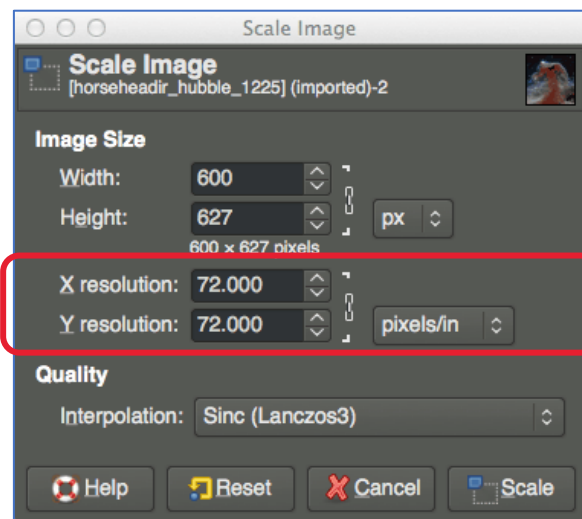 Scale Image
Scale Image
[horseheadir_hubble_1225] (imported)-2
Image Size
Width: 600
Height: 627 px
600 × 627 pixels
X resolution: 72.000
Y resolution: 72.000 pixels/in
Quality
Interpolation: Sinc (Lanczos3)
Help Reset Cancel Scale